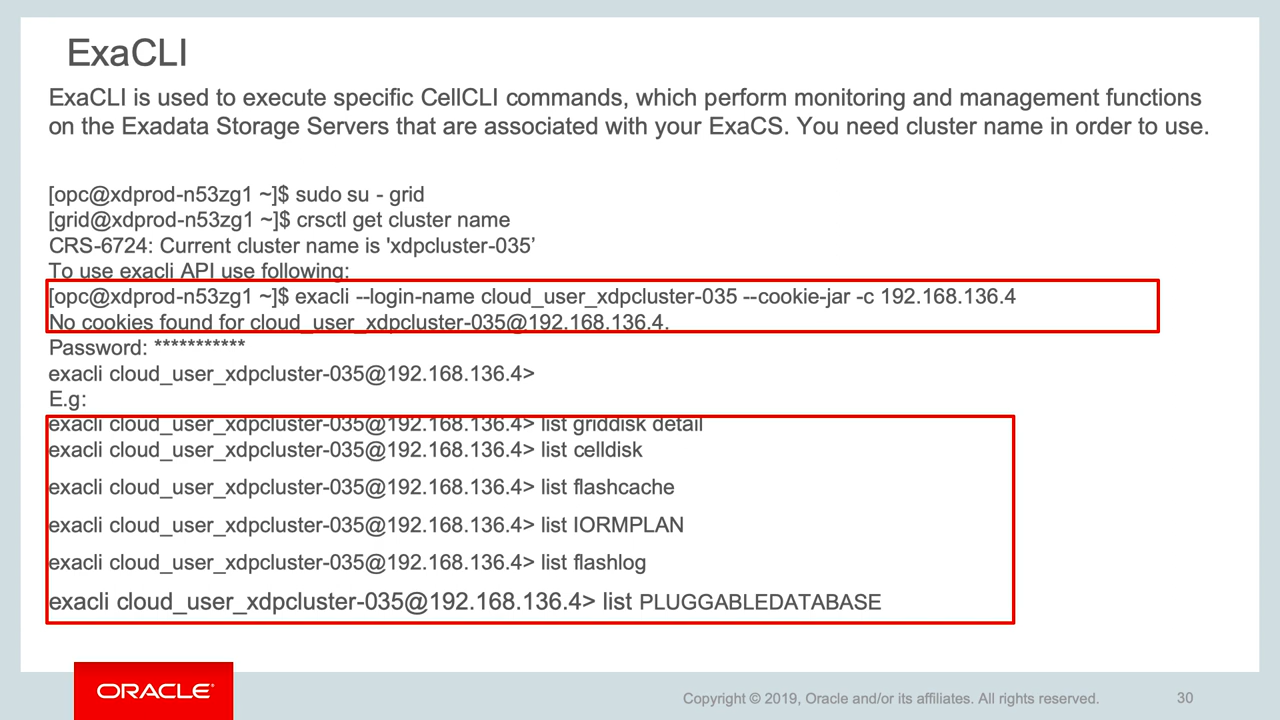 ExaCLI
ExaCLI is used to execute specific CellCLI commands, which perform monitoring and management functions
on the Exadata Storage Servers that are associated with your ExaCS. You need cluster name in order to use.
[opc@xdprod-n53zg1 ~]$ sudo su - grid
[grid@xdprod-n53zg1 ~]$ crsctl get cluster name
CRS-6724: Current cluster name is 'xdpcluster-035’
To use exacli API use following:
[opc@xdprod-n53zg1 ~]$ exacli --login-name cloud_user_xdpcluster-035 --cookie-jar -c 192.168.136.4
No cookies found for cloud_user_xdpcluster-035@192.168.136.4.
Password: ***********
exacli cloud_user_xdpcluster-035@192.168.136.4>
E.g:
exacli cloud_user_xdpcluster-035@192.168.136.4> list griddisk detail
exacli cloud_user_xdpcluster-035@192.168.136.4> list celldisk
exacli cloud_user_xdpcluster-035@192.168.136.4> list flashcache
exacli cloud_user_xdpcluster-035@192.168.136.4> list IORMPLAN
exacli cloud_user_xdpcluster-035@192.168.136.4> list flashlog
exacli cloud_user_xdpcluster-035@192.168.136.4> list PLUGGABLEDATABASE
ORACLE®
Copyright © 2019, Oracle and/or its affiliates. All rights reserved.
30